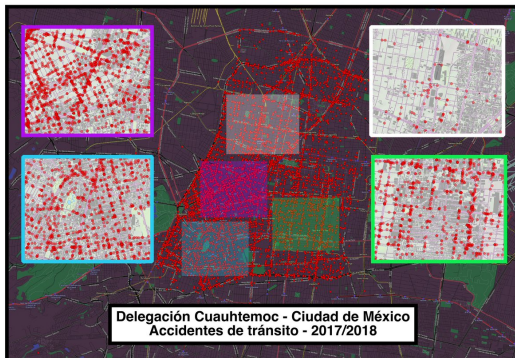 Delegación Cuauhtemoc - Ciudad de México
Accidentes de tránsito - 2017/2018